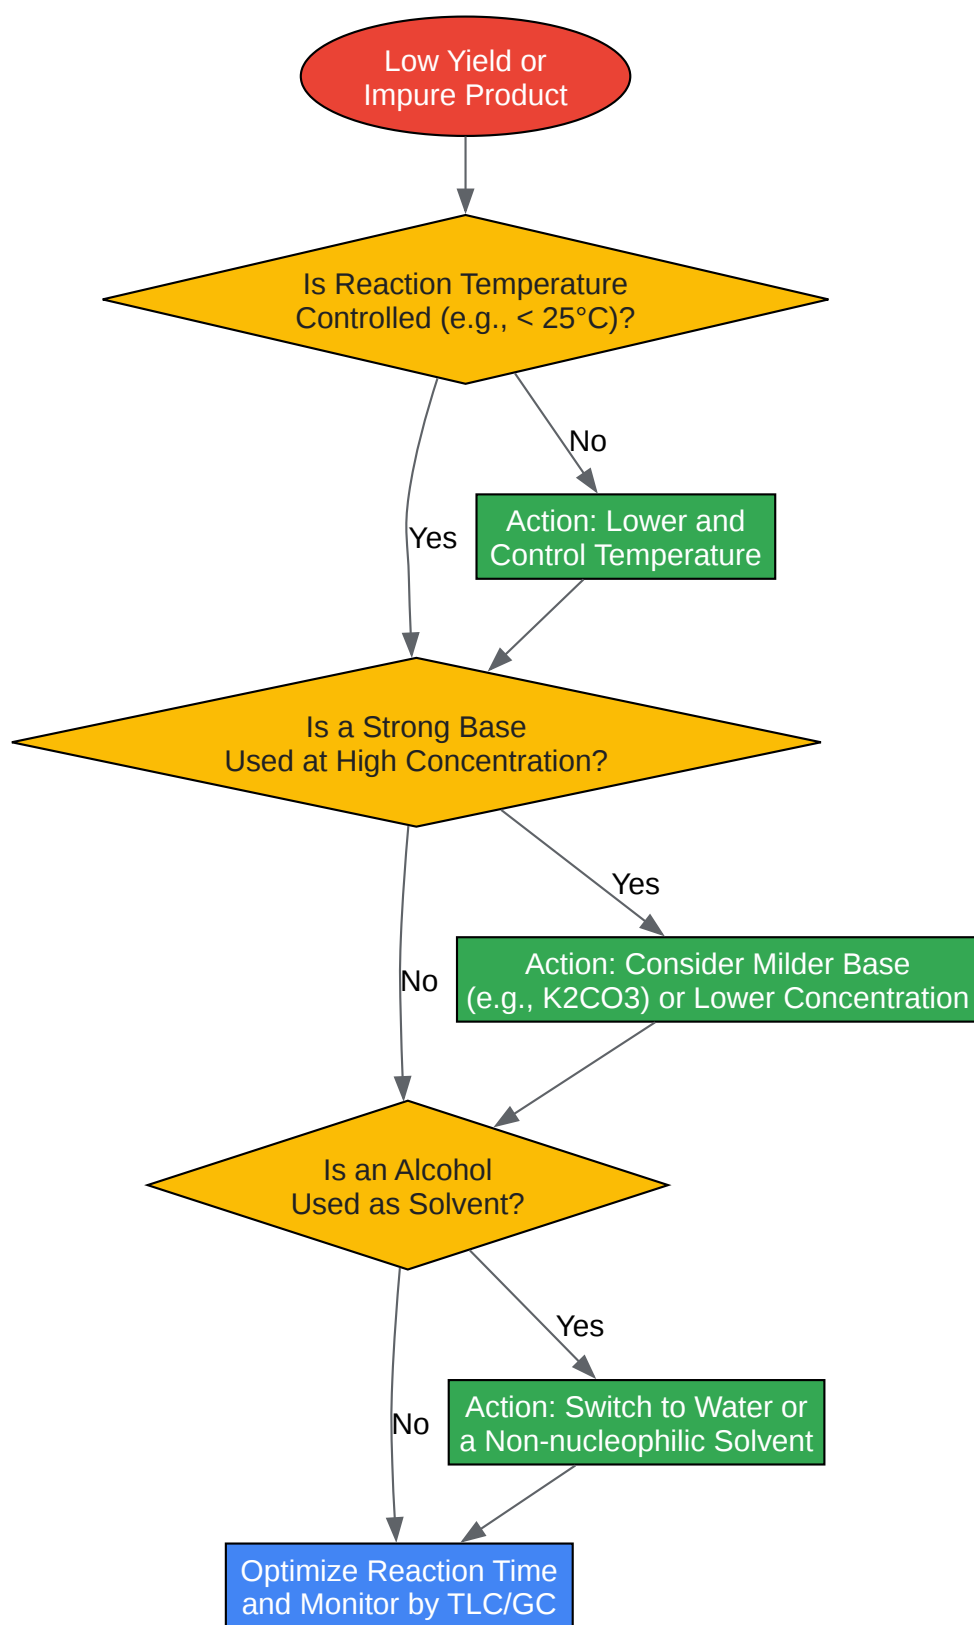 Low Yield or
Impure Product
Is Reaction Temperature
Controlled (e.g., < 25°C)?
No
Action: Lower and
Control Temperature
Yes
Is a Strong Base
Used at High Concentration?
Yes
Action: Consider Milder Base
(e.g., K2CO3) or Lower Concentration
No
Is an Alcohol
Used as Solvent?
Yes
Action: Switch to Water or
a Non-nucleophilic Solvent
No
Optimize Reaction Time
and Monitor by TLC/GC